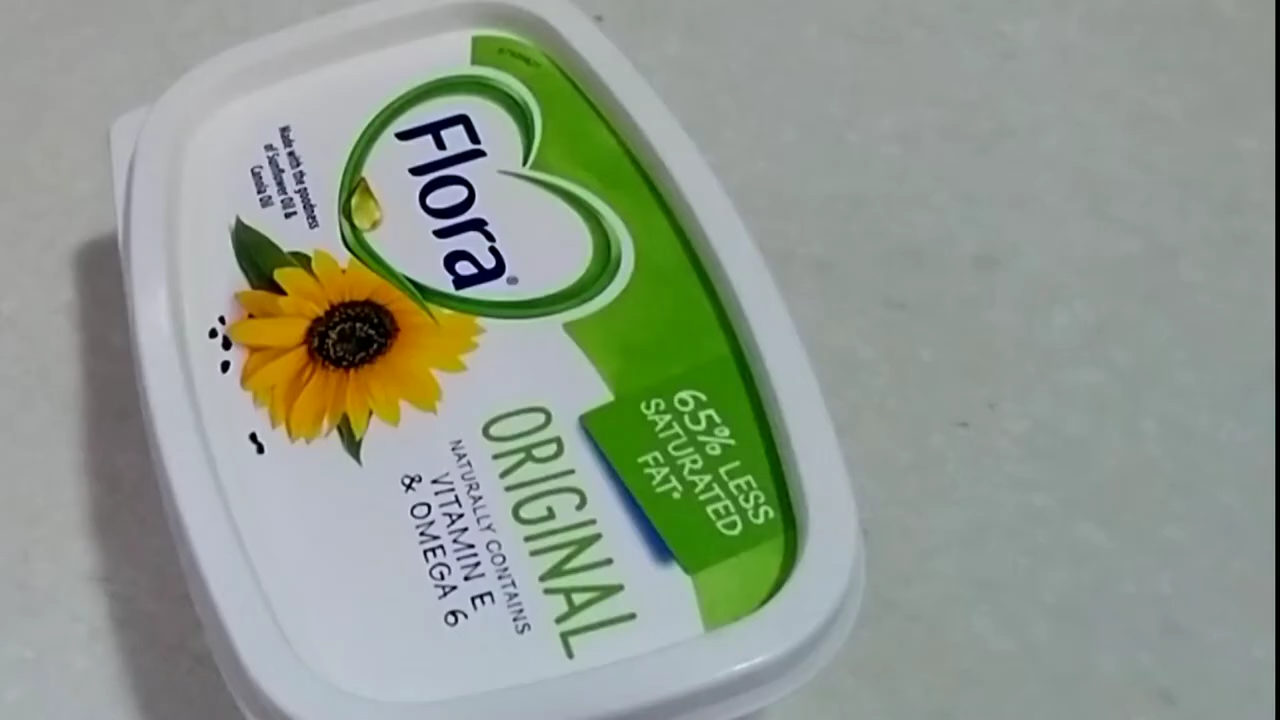 Flora®
Made with the goodness
of Sunflower Oil &
Canola Oil
65% LESS
SATURATED
FAT*
ORIGINAL
NATURALLY CONTAINS
VITAMIN E
& OMEGA 6